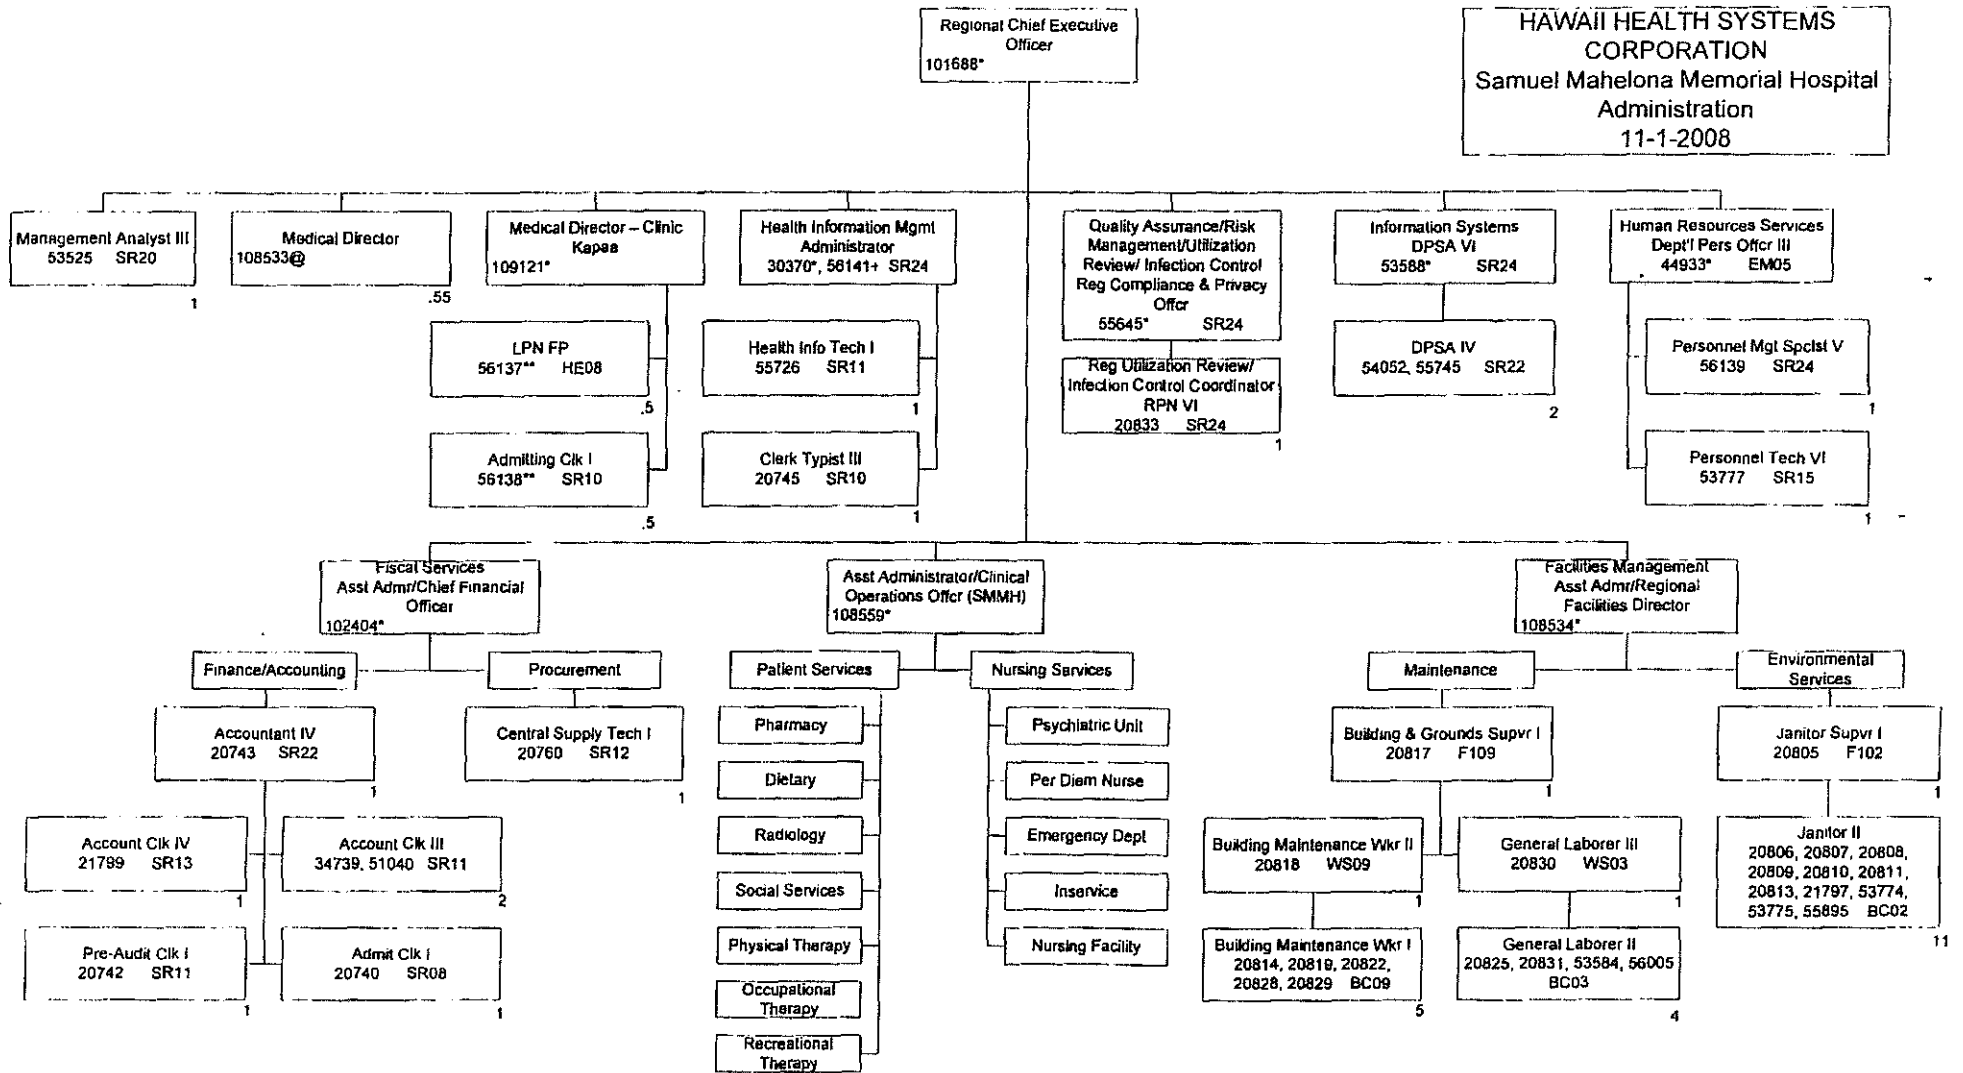 Regional Chief Executive
Officer
101688*
HAWAII HEALTH SYSTEMS
CORPORATION
Samuel Mahelona Memorial Hospital
Administration
11-1-2008
Management Analyst III
53525 SR20
1
Medical Director
108533@
.55
Medical Director – Clinic
Kapaa
109121*
Health Information Mgmt
Administrator
30370*, 56141+ SR24
Quality Assurance/Risk
Management/Utilization
Review/ Infection Control
Reg Compliance & Privacy
Offcr
55645* SR24
Information Systems
DPSA VI
53588* SR24
Human Resources Services
Dept'l Pers Offcr III
44933* EM05
LPN FP
56137** HE08
.5
Health Info Tech I
55726 SR11
1
Reg Utilization Review/
Infection Control Coordinator
RPN VI
20833 SR24
1
DPSA IV
54052, 55745 SR22
2
Personnel Mgt Spclst V
56139 SR24
1
Admitting Clk I
56138** SR10
.5
Clerk Typist III
20745 SR10
1
Personnel Tech VI
53777 SR15
1
Fiscal Services
Asst Admr/Chief Financial
Officer
102404*
Asst Administrator/Clinical
Operations Offcr (SMMH)
108559*
Facilities Management
Asst Admr/Regional
Facilities Director
108534*
Finance/Accounting
Procurement
Patient Services
Nursing Services
Maintenance
Environmental
Services
Accountant IV
20743 SR22
1
Central Supply Tech I
20760 SR12
1
Pharmacy
Dietary
Radiology
Social Services
Physical Therapy
Occupational
Therapy
Recreational
Therapy
Psychiatric Unit
Per Diem Nurse
Emergency Dept
Inservice
Nursing Facility
Building & Grounds Supvr I
20817 F109
1
Janitor Supvr I
20805 F102
1
Account Clk IV
21799 SR13
1
Account Clk III
34739, 51040 SR11
2
Building Maintenance Wkr II
20818 WS09
1
General Laborer III
20830 WS03
1
Janitor II
20806, 20807, 20808,
20809, 20810, 20811,
20813, 21797, 53774,
53775, 55895 BC02
11
Pre-Audit Clk I
20742 SR11
1
Admit Clk I
20740 SR08
1
Building Maintenance Wkr I
20814, 20819, 20822,
20828, 20829 BC09
5
General Laborer II
20825, 20831, 53584, 56005
BC03
4